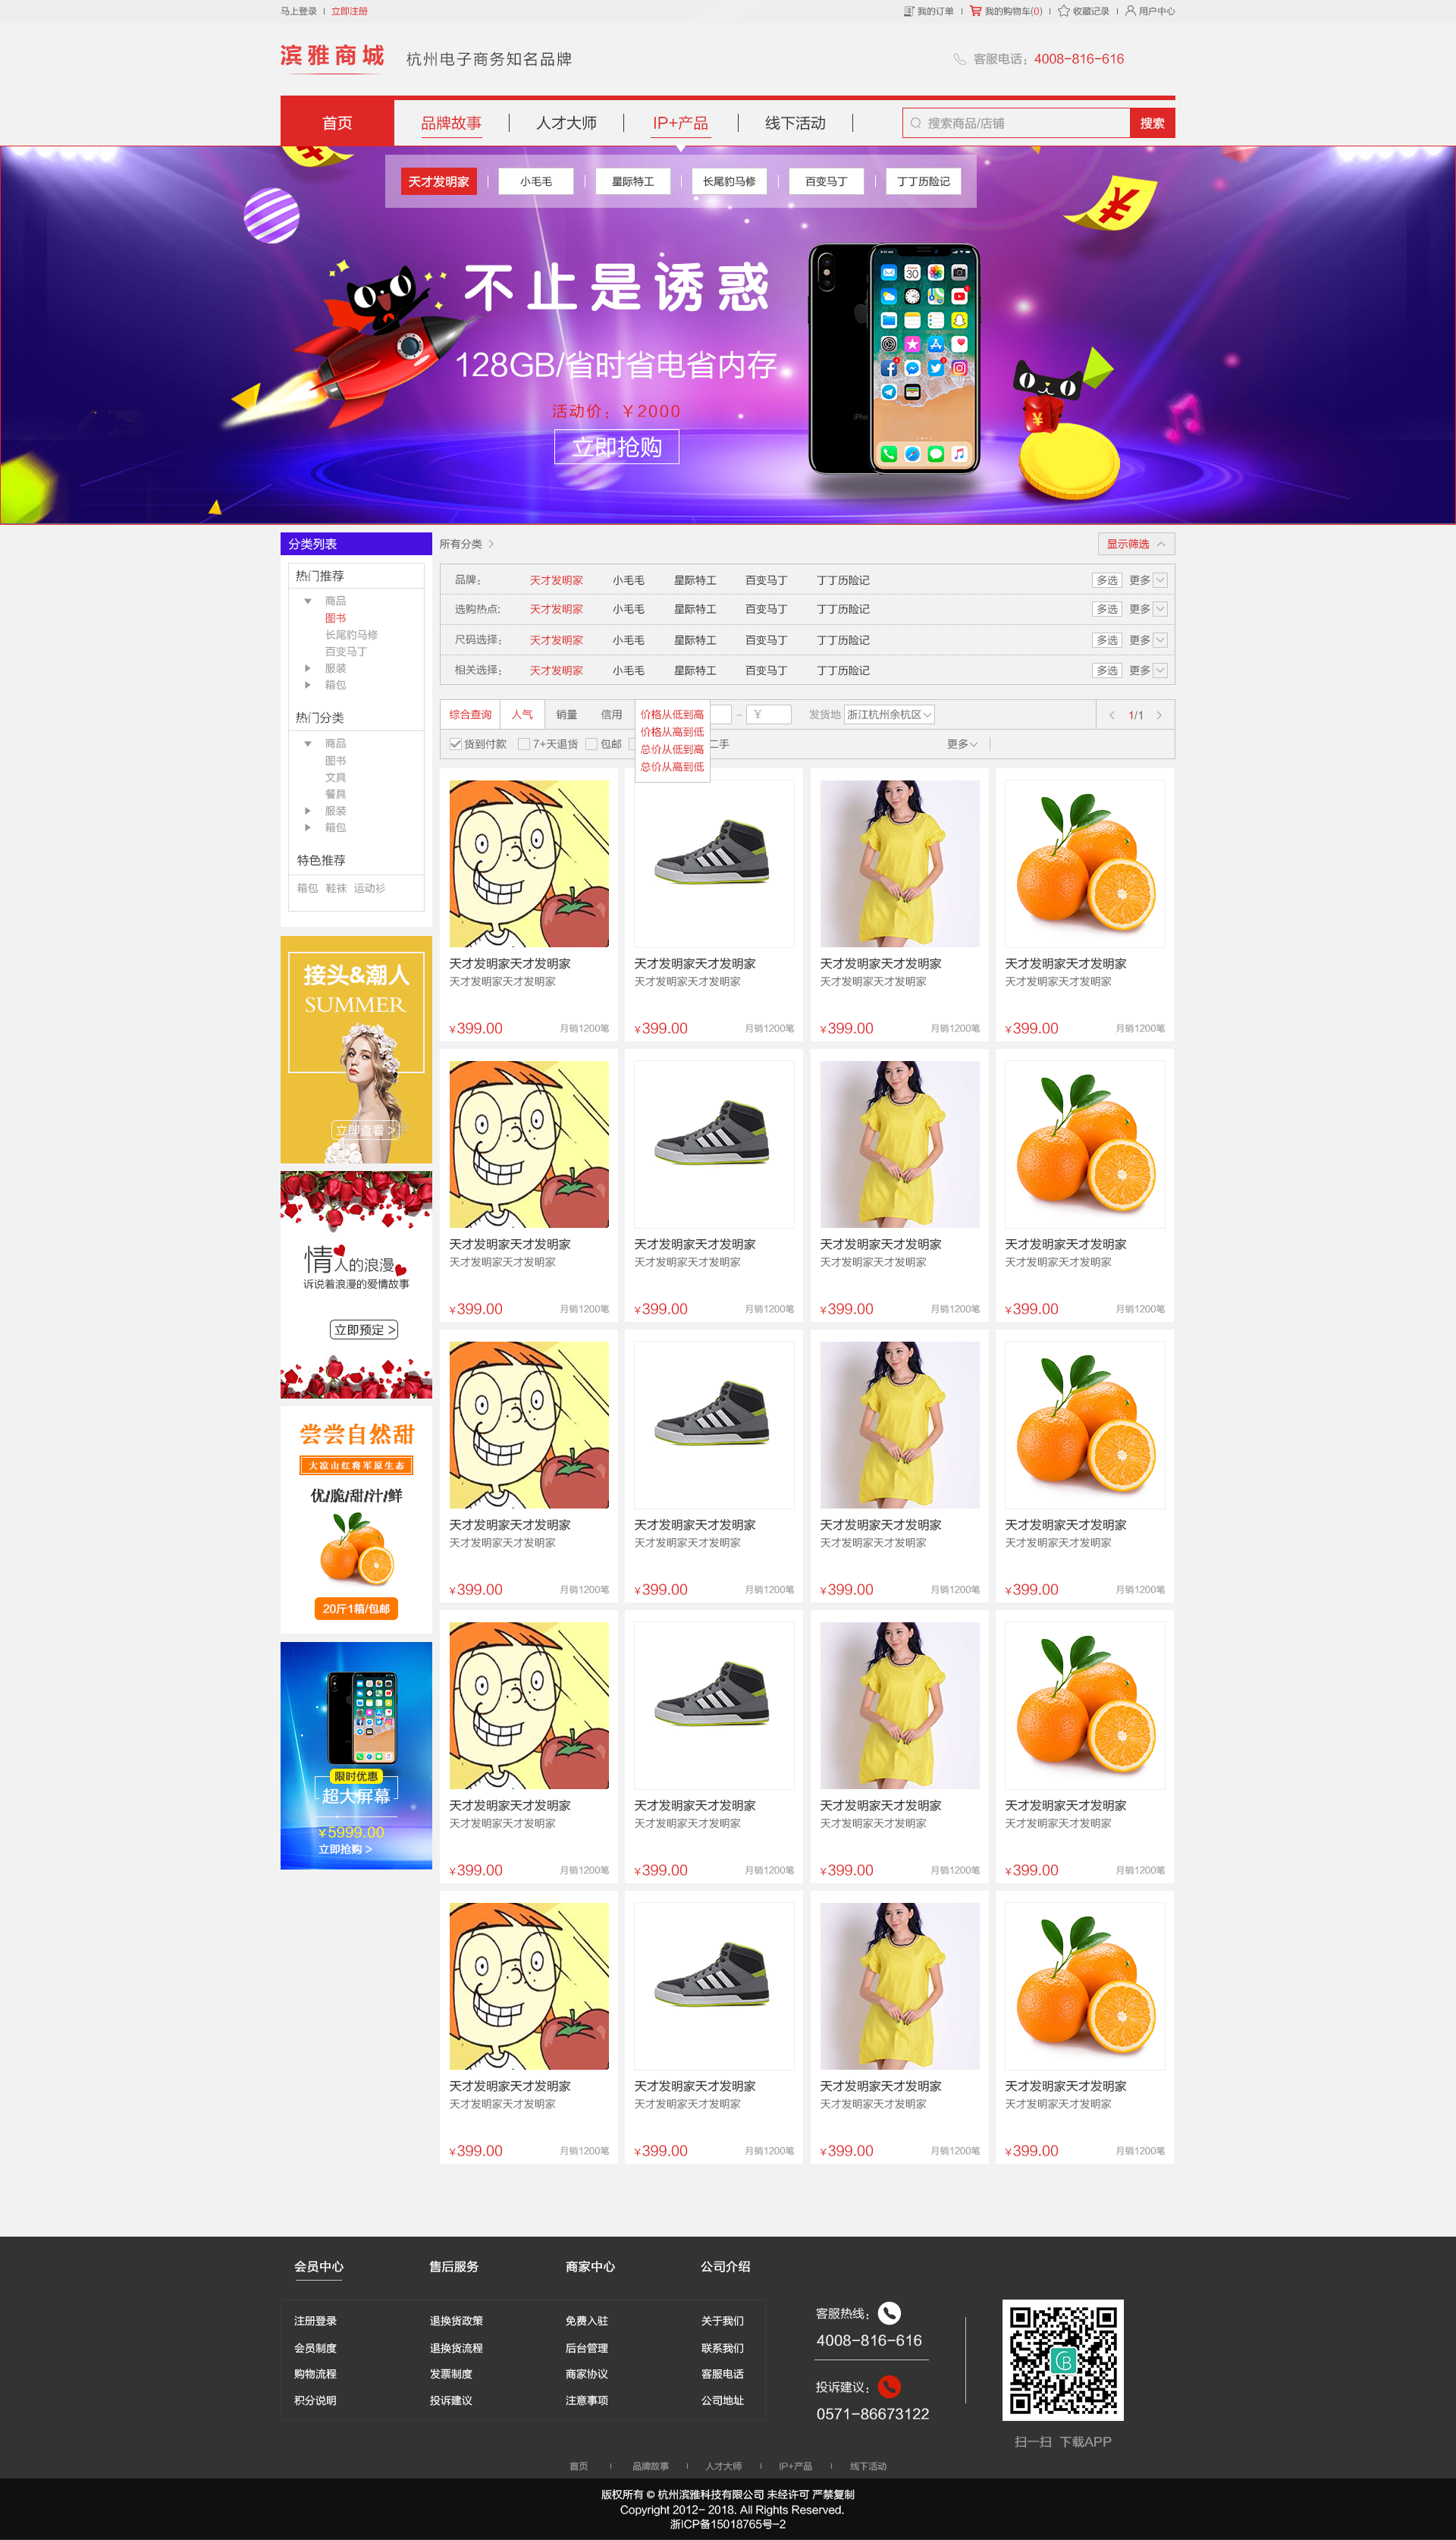 马上登录 立即注册 我的订单 我的购物车(0) 收藏记录 用户中心
滨雅商城 杭州电子商务知名品牌 客服电话：4008-816-616
首页 品牌故事 人才大师 IP+产品 线下活动 搜索商品/店铺 搜索
天才发明家 小毛毛 星际特工 长尾豹马修 百变马丁 丁丁历险记
不止是诱惑
128GB/省时省电省内存
活动价：￥2000
立即抢购
分类列表
热门推荐
商品
图书
长尾豹马修
百变马丁
服装
箱包
热门分类
商品
图书
文具
餐具
服装
箱包
特色推荐
箱包 鞋袜 运动衫
接头&潮人
SUMMER
立即查看 >
情人的浪漫
诉说着浪漫的爱情故事
立即预定 >
尝尝自然甜
大凉山红将军原生态
优/脆/甜/汁/鲜
20斤1箱/包邮
限时优惠
超大屏幕
￥5999.00
立即抢购 >
所有分类 > 显示筛选
品牌： 天才发明家 小毛毛 星际特工 百变马丁 丁丁历险记 多选 更多
选购热点: 天才发明家 小毛毛 星际特工 百变马丁 丁丁历险记 多选 更多
尺码选择： 天才发明家 小毛毛 星际特工 百变马丁 丁丁历险记 多选 更多
相关选择： 天才发明家 小毛毛 星际特工 百变马丁 丁丁历险记 多选 更多
综合查询 人气 销量 信用 价格从低到高 - ￥ 发货地 浙江杭州余杭区 < 1/1 >
价格从高到低
货到付款 7+天退货 包邮 总价从低到高 二手 更多
总价从高到低
天才发明家天才发明家 天才发明家天才发明家 天才发明家天才发明家 天才发明家天才发明家
天才发明家天才发明家 天才发明家天才发明家 天才发明家天才发明家 天才发明家天才发明家
¥399.00 月销1200笔 ¥399.00 月销1200笔 ¥399.00 月销1200笔 ¥399.00 月销1200笔
天才发明家天才发明家 天才发明家天才发明家 天才发明家天才发明家 天才发明家天才发明家
天才发明家天才发明家 天才发明家天才发明家 天才发明家天才发明家 天才发明家天才发明家
¥399.00 月销1200笔 ¥399.00 月销1200笔 ¥399.00 月销1200笔 ¥399.00 月销1200笔
天才发明家天才发明家 天才发明家天才发明家 天才发明家天才发明家 天才发明家天才发明家
天才发明家天才发明家 天才发明家天才发明家 天才发明家天才发明家 天才发明家天才发明家
¥399.00 月销1200笔 ¥399.00 月销1200笔 ¥399.00 月销1200笔 ¥399.00 月销1200笔
天才发明家天才发明家 天才发明家天才发明家 天才发明家天才发明家 天才发明家天才发明家
天才发明家天才发明家 天才发明家天才发明家 天才发明家天才发明家 天才发明家天才发明家
¥399.00 月销1200笔 ¥399.00 月销1200笔 ¥399.00 月销1200笔 ¥399.00 月销1200笔
天才发明家天才发明家 天才发明家天才发明家 天才发明家天才发明家 天才发明家天才发明家
天才发明家天才发明家 天才发明家天才发明家 天才发明家天才发明家 天才发明家天才发明家
¥399.00 月销1200笔 ¥399.00 月销1200笔 ¥399.00 月销1200笔 ¥399.00 月销1200笔
会员中心 售后服务 商家中心 公司介绍
注册登录 退换货政策 免费入驻 关于我们
会员制度 退换货流程 后台管理 联系我们
购物流程 发票制度 商家协议 客服电话
积分说明 投诉建议 注意事项 公司地址
客服热线：
4008-816-616
投诉建议：
0571-86673122
扫一扫 下载APP
首页 品牌故事 人才大师 IP+产品 线下活动
版权所有 © 杭州滨雅科技有限公司 未经许可 严禁复制
Copyright 2012- 2018. All Rights Reserved.
浙ICP备15018765号-2